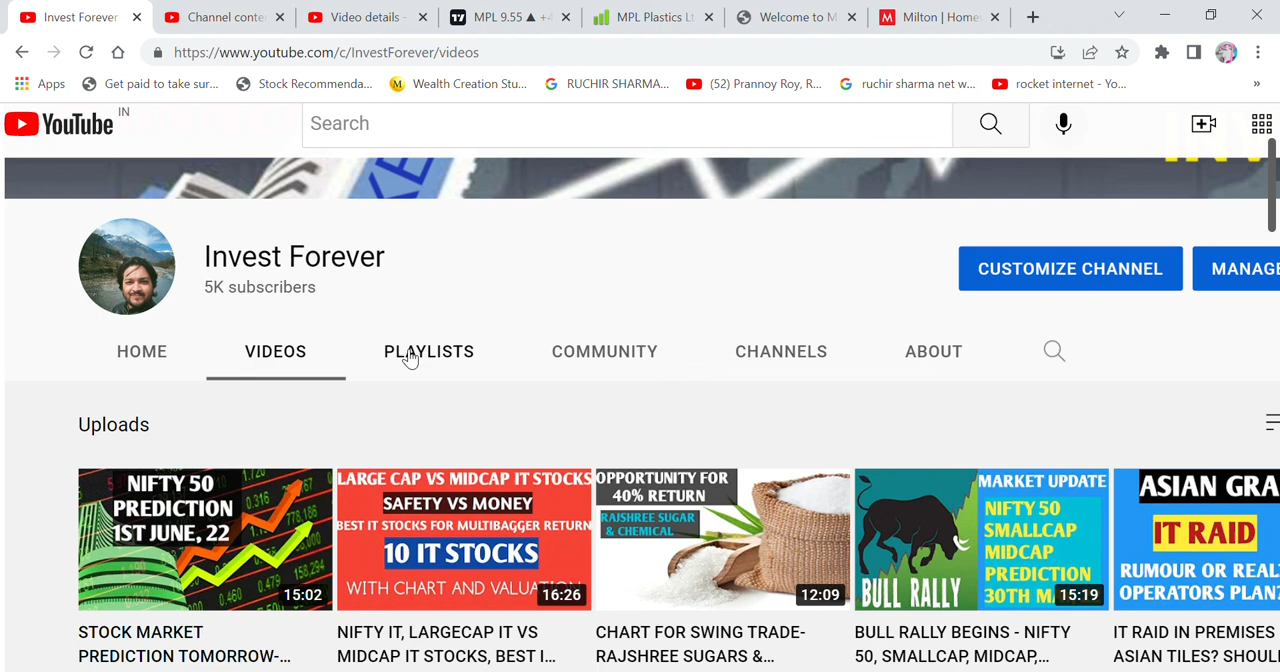 Invest Forever
Channel conte
Video details -
MPL 9.55 ▲ +4
MPL Plastics Lt
Welcome to M
Milton | Home
https://www.youtube.com/c/InvestForever/videos
Apps
Get paid to take sur...
Stock Recommenda...
Wealth Creation Stu...
RUCHIR SHARMA...
(52) Prannoy Roy, R...
ruchir sharma net w...
rocket internet - Yo...
»
YouTube IN
Search
Invest Forever
5K subscribers
CUSTOMIZE CHANNEL
MANAGE
HOME
VIDEOS
PLAYLISTS
COMMUNITY
CHANNELS
ABOUT
Uploads
NIFTY 50
PREDICTION
1ST JUNE, 22
15:02
LARGE CAP VS MIDCAP IT STOCKS
SAFETY VS MONEY
BEST IT STOCKS FOR MULTIBAGGER RETURN
10 IT STOCKS
WITH CHART AND VALUATION
16:26
OPPORTUNITY FOR
40% RETURN
RAJSHREE SUGAR
& CHEMICAL
12:09
MARKET UPDATE
NIFTY 50
SMALLCAP
MIDCAP
PREDICTION
30TH MA
BULL RALLY
15:19
ASIAN GRA
IT RAID
RUMOUR OR REAL
OPERATORS PLAN?
STOCK MARKET
PREDICTION TOMORROW-...
NIFTY IT, LARGECAP IT VS
MIDCAP IT STOCKS, BEST I...
CHART FOR SWING TRADE-
RAJSHREE SUGARS &...
BULL RALLY BEGINS - NIFTY
50, SMALLCAP, MIDCAP,...
IT RAID IN PREMISES
ASIAN TILES? SHOUL